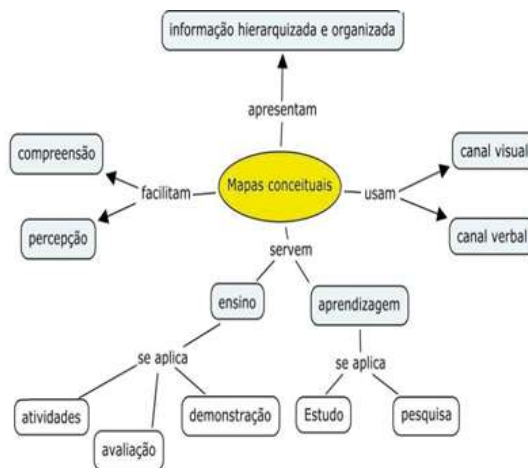 informação hierarquizada e organizada
apresentam
compreensão
canal visual
facilitam
Mapas conceituais
usam
percepção
canal verbal
servem
ensino
aprendizagem
se aplica
se aplica
atividades
demonstração
Estudo
pesquisa
avaliação